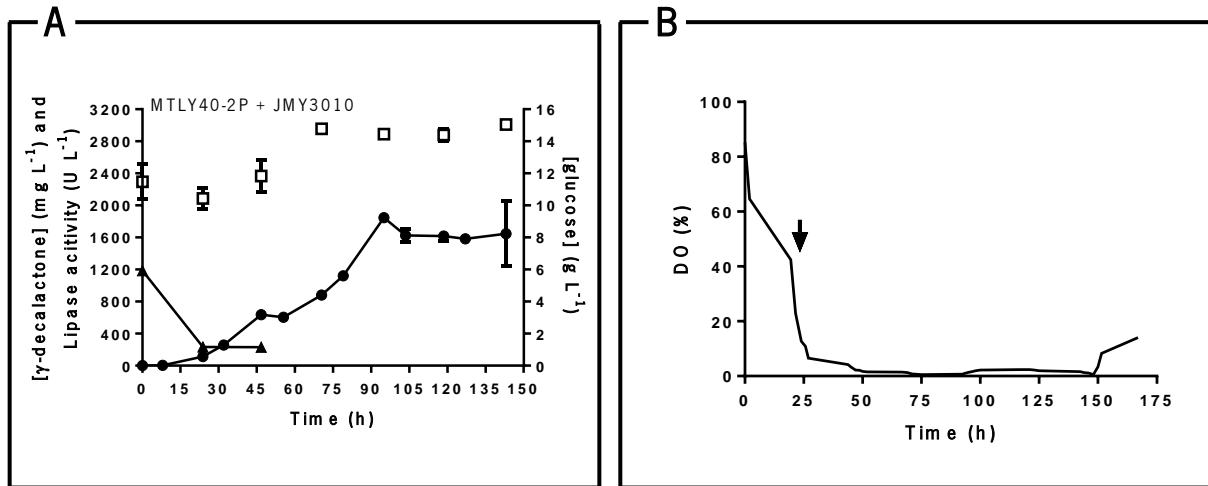 A
MTLY40-2P + JMY3010
[γ-decalactone] (mg L-1) and
Lipase acitivity (U L-1)
3200
2800
2400
2000
1600
1200
800
400
0
16
14
12
10
8
6
4
2
0
[glucose] (g L-1)
0 15 30 45 60 75 90 105 120 135 150
Time (h)
B
DO (%)
100
80
60
40
20
0
0 25 50 75 100 125 150 175
Time (h)